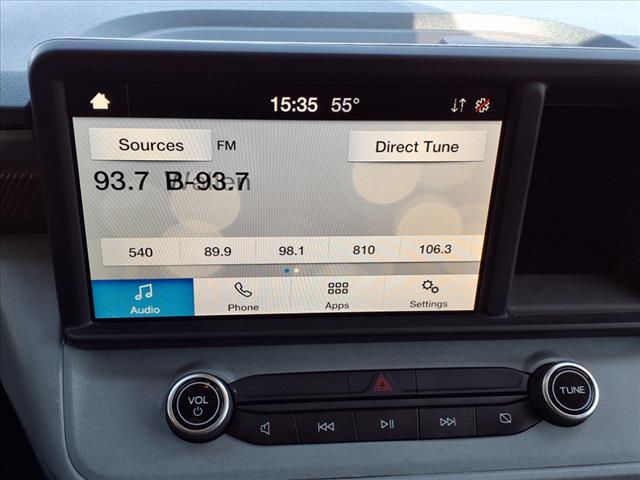 15:35 55°
Sources FM Direct Tune
93.7 B-93.7
540 89.9 98.1 810 106.3
Audio Phone Apps Settings
VOL TUNE